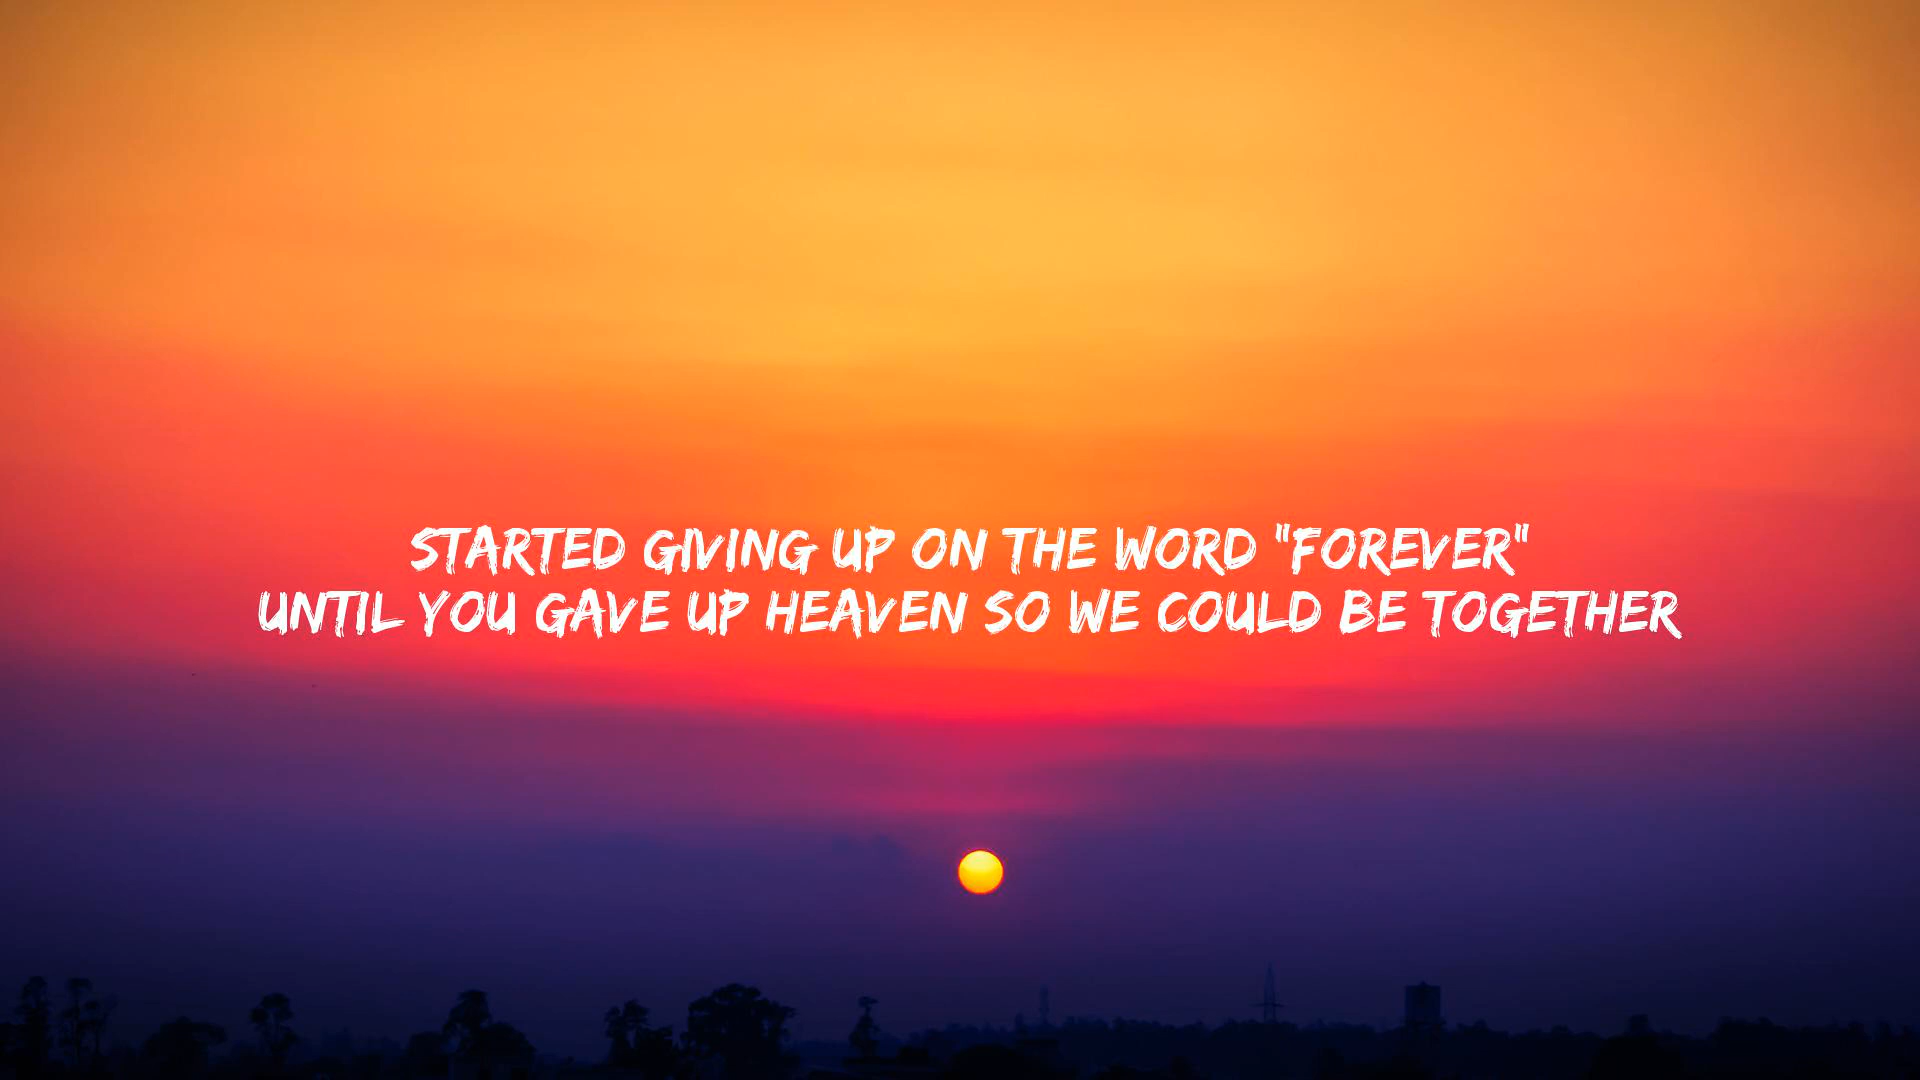 STARTED GIVING UP ON THE WORD "FOREVER"
UNTIL YOU GAVE UP HEAVEN SO WE COULD BE TOGETHER